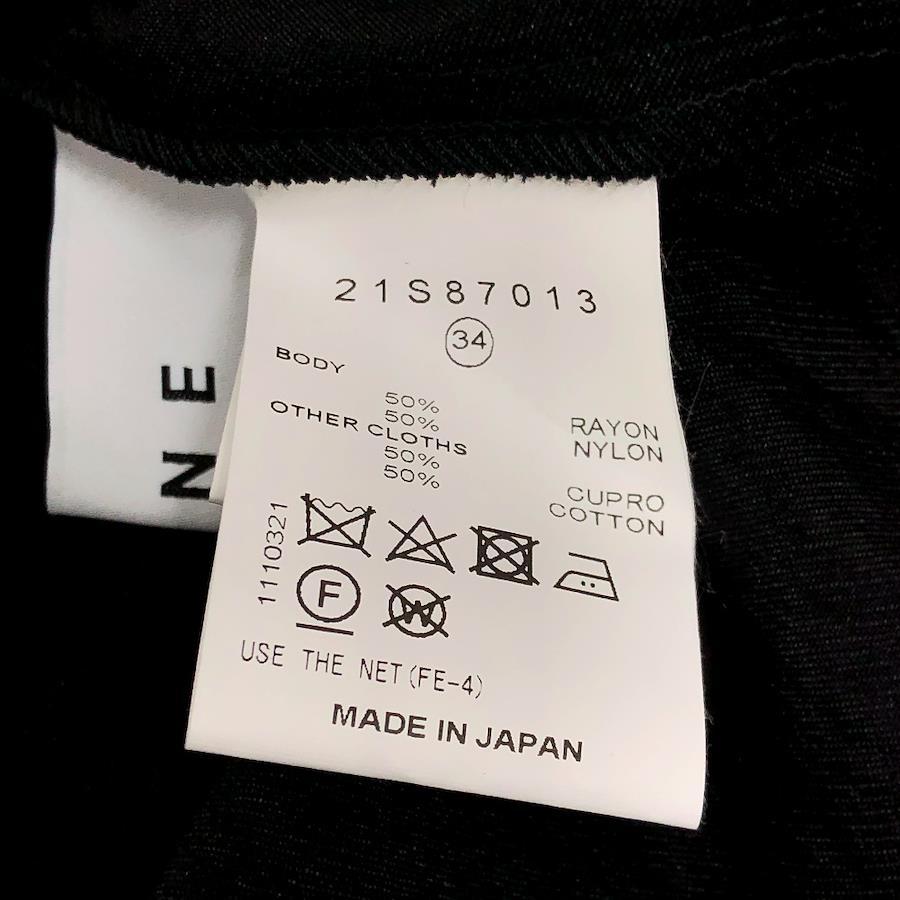 21S87013
34
BODY
50% RAYON
50% NYLON
OTHER CLOTHS
50% CUPRO
50% COTTON
1110321
F
W
USE THE NET(FE-4)
MADE IN JAPAN
NE